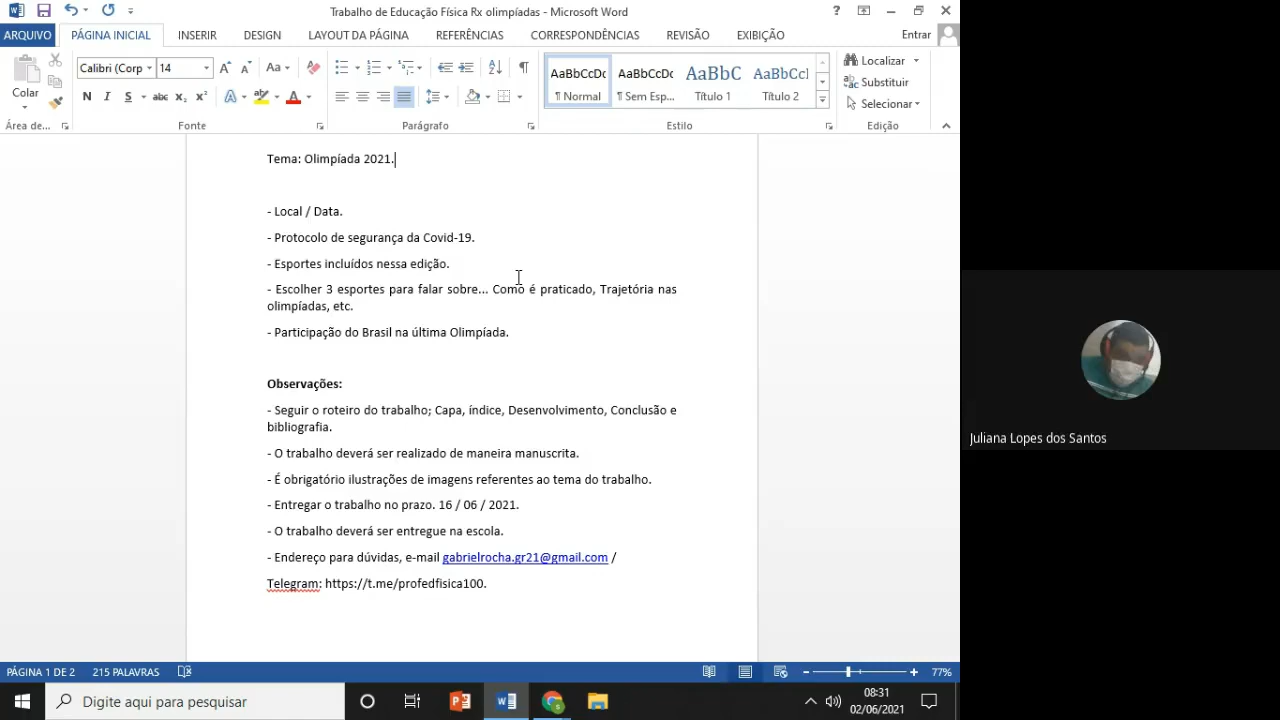 Trabalho de Educação Física Rx olimpíadas - Microsoft Word
ARQUIVO PÁGINA INICIAL INSERIR DESIGN LAYOUT DA PÁGINA REFERÊNCIAS CORRESPONDÊNCIAS REVISÃO EXIBIÇÃO Entrar
Colar
Calibri (Corp 14
AaBbCcDc AaBbCcDc AaBbC AaBbCcI
¶ Normal ¶ Sem Esp... Título 1 Título 2
Localizar
Substituir
Selecionar
Área de... Fonte Parágrafo Estilo Edição
Tema: Olimpíada 2021.
- Local / Data.
- Protocolo de segurança da Covid-19.
- Esportes incluídos nessa edição.
- Escolher 3 esportes para falar sobre... Como é praticado, Trajetória nas
olimpíadas, etc.
- Participação do Brasil na última Olimpíada.
Observações:
- Seguir o roteiro do trabalho; Capa, índice, Desenvolvimento, Conclusão e
bibliografia.
- O trabalho deverá ser realizado de maneira manuscrita.
- É obrigatório ilustrações de imagens referentes ao tema do trabalho.
- Entregar o trabalho no prazo. 16 / 06 / 2021.
- O trabalho deverá ser entregue na escola.
- Endereço para dúvidas, e-mail gabrielrocha.gr21@gmail.com /
Telegram: https://t.me/profedfisica100.
Juliana Lopes dos Santos
PÁGINA 1 DE 2 215 PALAVRAS 77%
Digite aqui para pesquisar
08:31
02/06/2021